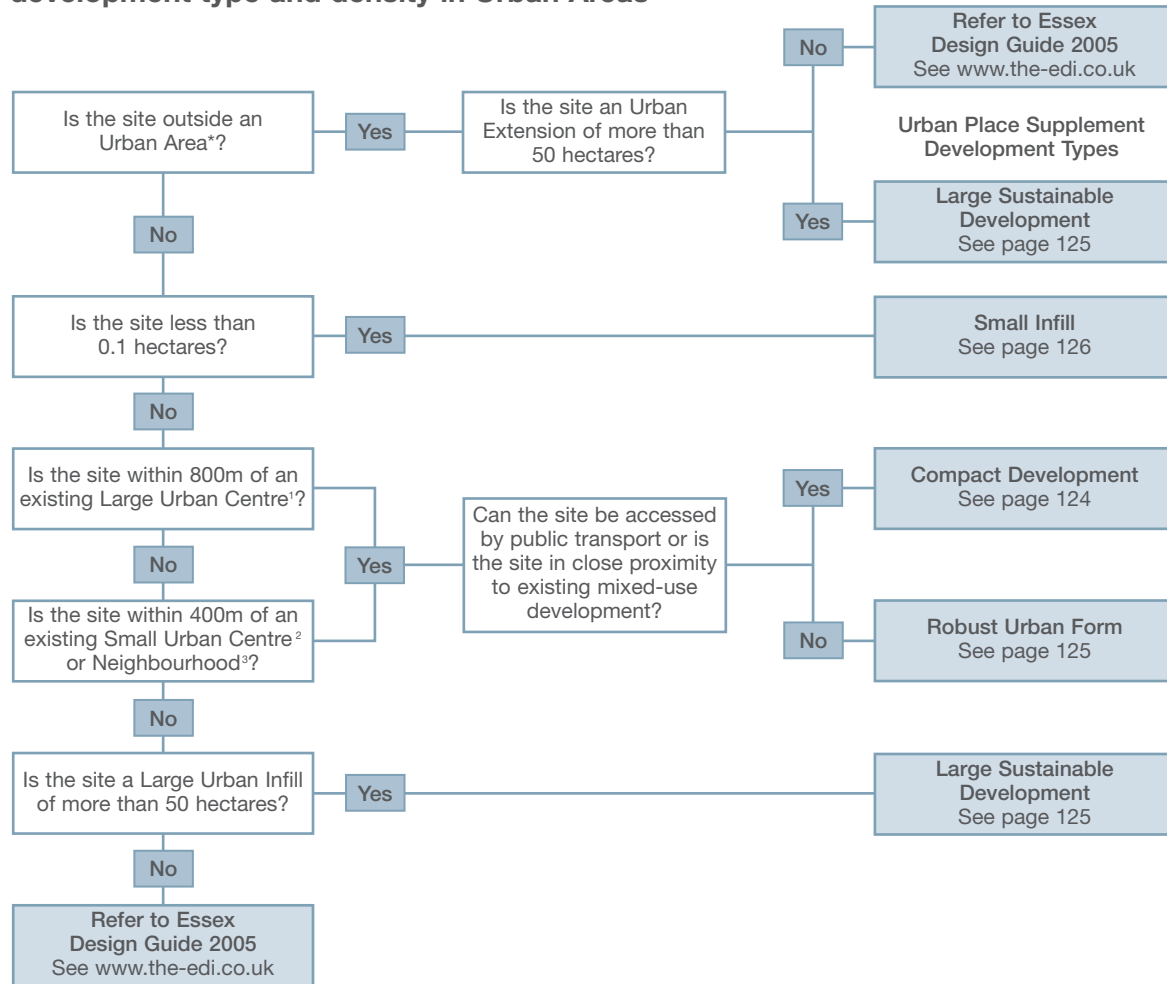 development type and density in Urban Areas
No
Refer to Essex
Design Guide 2005
See www.the-edi.co.uk
Is the site outside an
Urban Area*?
Yes
Is the site an Urban
Extension of more than
50 hectares?
Urban Place Supplement
Development Types
No
Yes
Large Sustainable
Development
See page 125
Is the site less than
0.1 hectares?
Yes
Small Infill
See page 126
No
Is the site within 800m of an
existing Large Urban Centre¹?
Yes
Compact Development
See page 124
Can the site be accessed
by public transport or is
the site in close proximity
to existing mixed-use
development?
No
Yes
Is the site within 400m of an
existing Small Urban Centre²
or Neighbourhood³?
No
Robust Urban Form
See page 125
No
Is the site a Large Urban Infill
of more than 50 hectares?
Yes
Large Sustainable
Development
See page 125
No
Refer to Essex
Design Guide 2005
See www.the-edi.co.uk